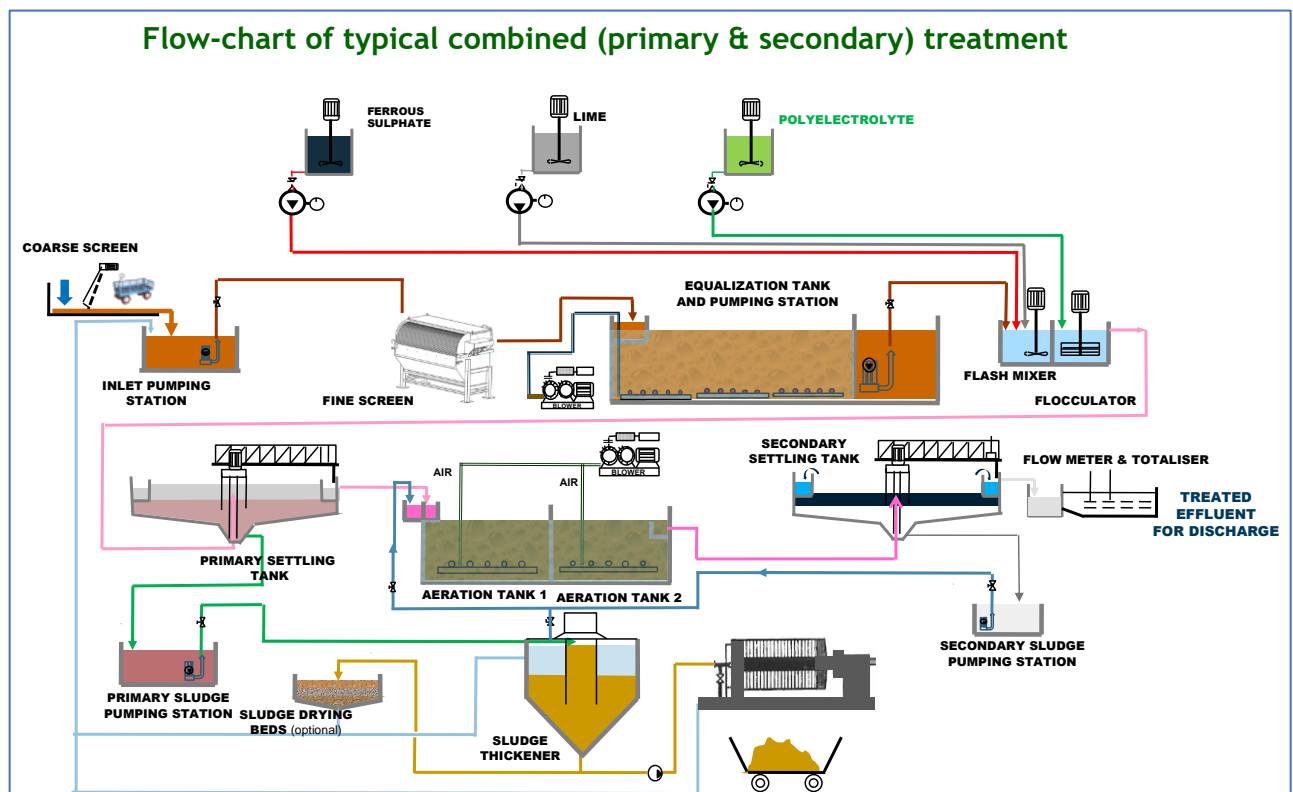 Flow-chart of typical combined (primary & secondary) treatment
FERROUS
SULPHATE
LIME
POLYELECTROLYTE
COARSE SCREEN
EQUALIZATION TANK
AND PUMPING STATION
INLET PUMPING
STATION
FINE SCREEN
BLOWER
FLASH MIXER
FLOCCULATOR
SECONDARY
SETTLING TANK
FLOW METER & TOTALISER
AIR
AIR
BLOWER
TREATED
EFFLUENT
FOR DISCHARGE
PRIMARY SETTLING
TANK
AERATION TANK 1
AERATION TANK 2
SECONDARY SLUDGE
PUMPING STATION
PRIMARY SLUDGE
PUMPING STATION
SLUDGE DRYING
BEDS (optional)
SLUDGE
THICKENER